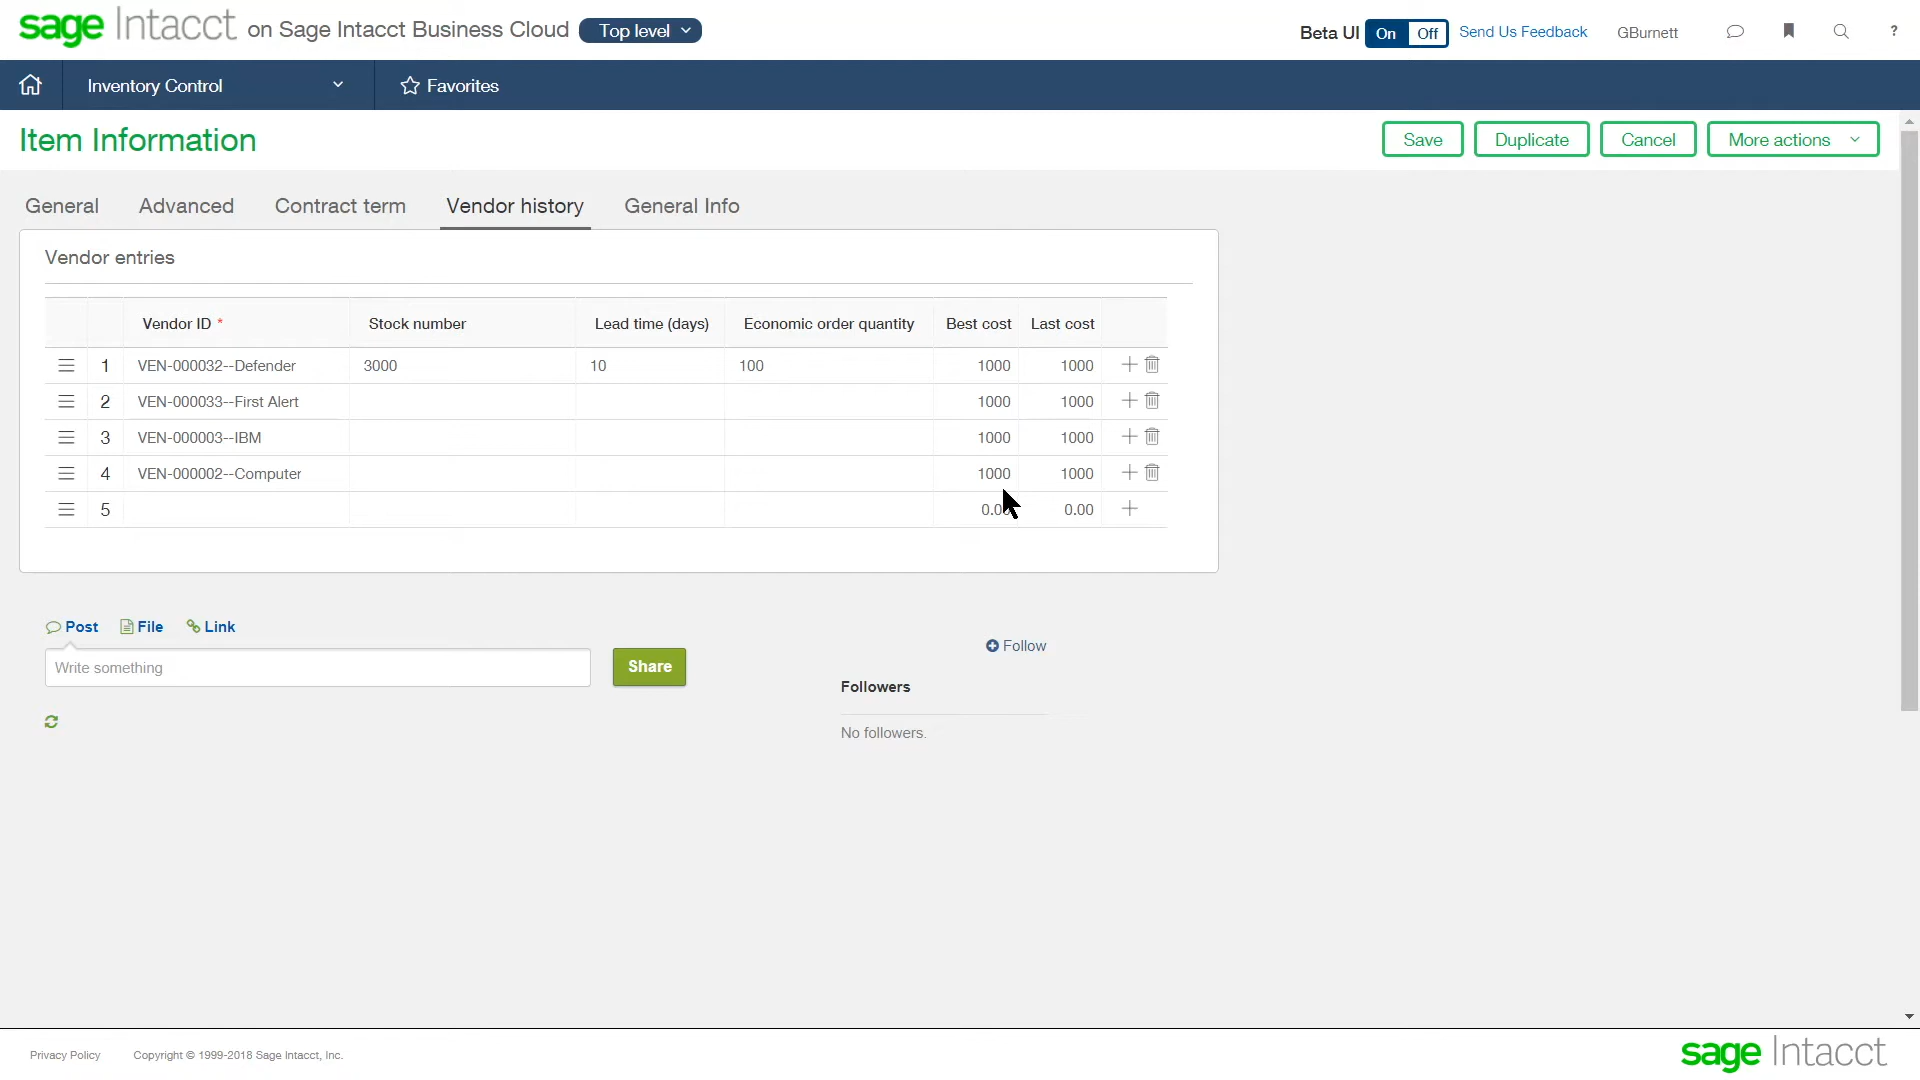 sage Intacct on Sage Intacct Business Cloud Top level
Beta UI On Off Send Us Feedback GBurnett ?
Inventory Control Favorites
Item Information
Save Duplicate Cancel More actions
General Advanced Contract term Vendor history General Info
Vendor entries
Vendor ID * Stock number Lead time (days) Economic order quantity Best cost Last cost
1 VEN-000032--Defender 3000 10 100 1000 1000
2 VEN-000033--First Alert 1000 1000
3 VEN-000003--IBM 1000 1000
4 VEN-000002--Computer 1000 1000
5 0.00 0.00
Post File Link
Follow
Write something Share
Followers
No followers.
Privacy Policy Copyright © 1999-2018 Sage Intacct, Inc.
sage Intacct